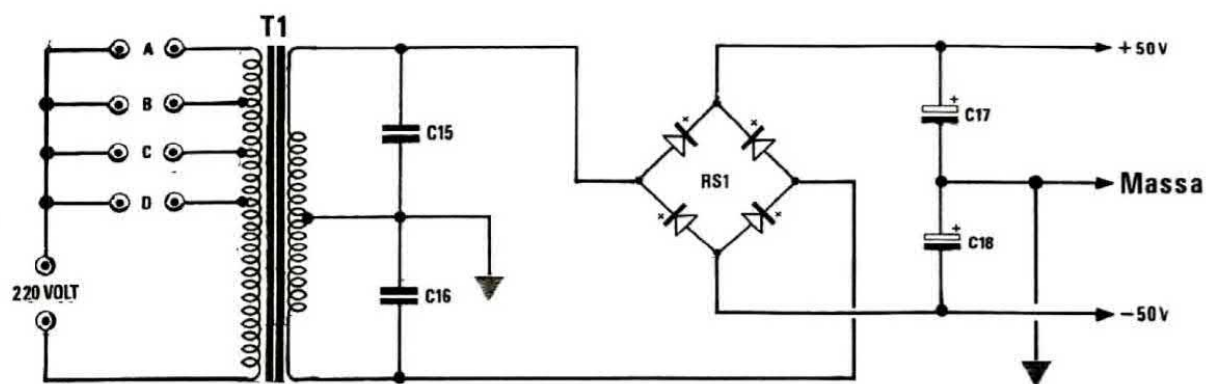 T1
A
B
C
D
220 VOLT
C15
C16
RS1
+
C17
+
C18
+50V
Massa
-50V